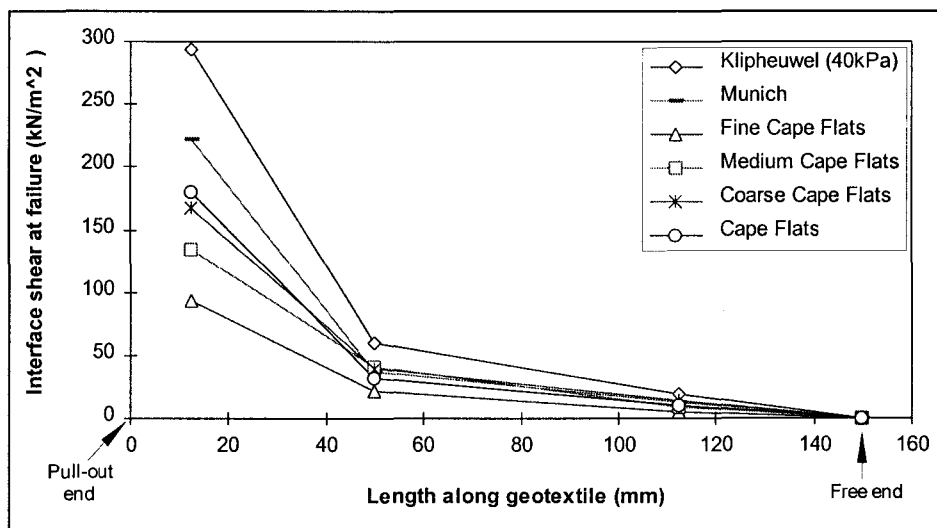 Interface shear at failure (kN/m^2 )
300
250
200
150
100
50
0
Klipheuwel (40kPa)
Munich
Fine Cape Flats
Medium Cape Flats
Coarse Cape Flats
Cape Flats
0 20 40 60 80 100 120 140 160
Pull-out
end
Length along geotextile (mm)
Free end